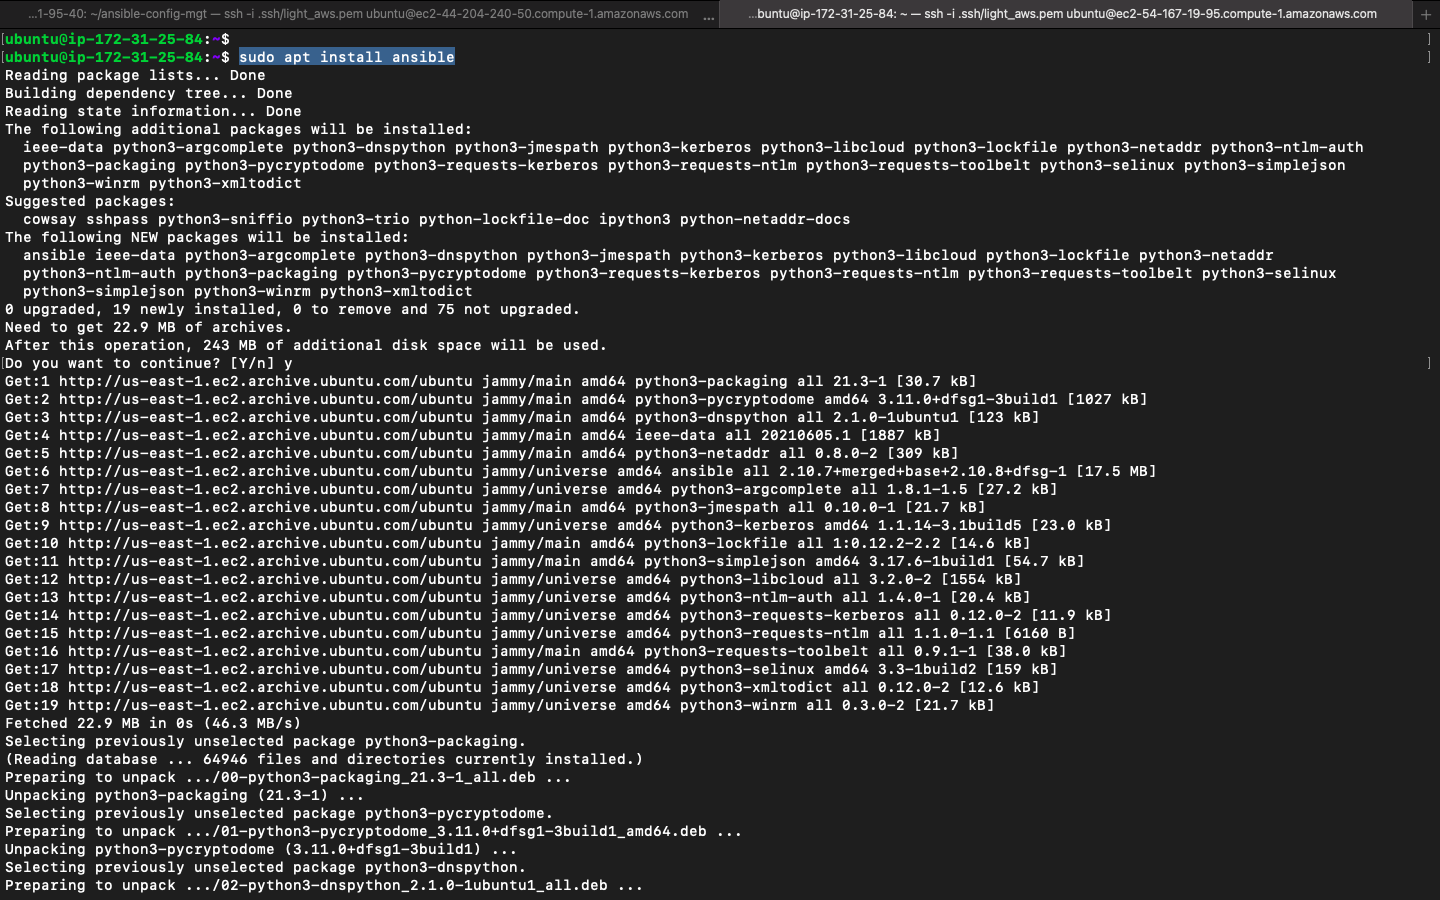 ...1-95-40: ~/ansible-config-mgt — ssh -i .ssh/light_aws.pem ubuntu@ec2-44-204-240-50.compute-1.amazonaws.com ...
...buntu@ip-172-31-25-84: ~ — ssh -i .ssh/light_aws.pem ubuntu@ec2-54-167-19-95.compute-1.amazonaws.com +
[ubuntu@ip-172-31-25-84:~$ ]
[ubuntu@ip-172-31-25-84:~$ sudo apt install ansible ]
Reading package lists... Done
Building dependency tree... Done
Reading state information... Done
The following additional packages will be installed:
  ieee-data python3-argcomplete python3-dnspython python3-jmespath python3-kerberos python3-libcloud python3-lockfile python3-netaddr python3-ntlm-auth
  python3-packaging python3-pycryptodome python3-requests-kerberos python3-requests-ntlm python3-requests-toolbelt python3-selinux python3-simplejson
  python3-winrm python3-xmltodict
Suggested packages:
  cowsay sshpass python3-sniffio python3-trio python-lockfile-doc ipython3 python-netaddr-docs
The following NEW packages will be installed:
  ansible ieee-data python3-argcomplete python3-dnspython python3-jmespath python3-kerberos python3-libcloud python3-lockfile python3-netaddr
  python3-ntlm-auth python3-packaging python3-pycryptodome python3-requests-kerberos python3-requests-ntlm python3-requests-toolbelt python3-selinux
  python3-simplejson python3-winrm python3-xmltodict
0 upgraded, 19 newly installed, 0 to remove and 75 not upgraded.
Need to get 22.9 MB of archives.
After this operation, 243 MB of additional disk space will be used.
[Do you want to continue? [Y/n] y ]
Get:1 http://us-east-1.ec2.archive.ubuntu.com/ubuntu jammy/main amd64 python3-packaging all 21.3-1 [30.7 kB]
Get:2 http://us-east-1.ec2.archive.ubuntu.com/ubuntu jammy/main amd64 python3-pycryptodome amd64 3.11.0+dfsg1-3build1 [1027 kB]
Get:3 http://us-east-1.ec2.archive.ubuntu.com/ubuntu jammy/main amd64 python3-dnspython all 2.1.0-1ubuntu1 [123 kB]
Get:4 http://us-east-1.ec2.archive.ubuntu.com/ubuntu jammy/main amd64 ieee-data all 20210605.1 [1887 kB]
Get:5 http://us-east-1.ec2.archive.ubuntu.com/ubuntu jammy/main amd64 python3-netaddr all 0.8.0-2 [309 kB]
Get:6 http://us-east-1.ec2.archive.ubuntu.com/ubuntu jammy/universe amd64 ansible all 2.10.7+merged+base+2.10.8+dfsg-1 [17.5 MB]
Get:7 http://us-east-1.ec2.archive.ubuntu.com/ubuntu jammy/universe amd64 python3-argcomplete all 1.8.1-1.5 [27.2 kB]
Get:8 http://us-east-1.ec2.archive.ubuntu.com/ubuntu jammy/main amd64 python3-jmespath all 0.10.0-1 [21.7 kB]
Get:9 http://us-east-1.ec2.archive.ubuntu.com/ubuntu jammy/universe amd64 python3-kerberos amd64 1.1.14-3.1build5 [23.0 kB]
Get:10 http://us-east-1.ec2.archive.ubuntu.com/ubuntu jammy/main amd64 python3-lockfile all 1:0.12.2-2.2 [14.6 kB]
Get:11 http://us-east-1.ec2.archive.ubuntu.com/ubuntu jammy/main amd64 python3-simplejson amd64 3.17.6-1build1 [54.7 kB]
Get:12 http://us-east-1.ec2.archive.ubuntu.com/ubuntu jammy/universe amd64 python3-libcloud all 3.2.0-2 [1554 kB]
Get:13 http://us-east-1.ec2.archive.ubuntu.com/ubuntu jammy/universe amd64 python3-ntlm-auth all 1.4.0-1 [20.4 kB]
Get:14 http://us-east-1.ec2.archive.ubuntu.com/ubuntu jammy/universe amd64 python3-requests-kerberos all 0.12.0-2 [11.9 kB]
Get:15 http://us-east-1.ec2.archive.ubuntu.com/ubuntu jammy/universe amd64 python3-requests-ntlm all 1.1.0-1.1 [6160 B]
Get:16 http://us-east-1.ec2.archive.ubuntu.com/ubuntu jammy/main amd64 python3-requests-toolbelt all 0.9.1-1 [38.0 kB]
Get:17 http://us-east-1.ec2.archive.ubuntu.com/ubuntu jammy/universe amd64 python3-selinux amd64 3.3-1build2 [159 kB]
Get:18 http://us-east-1.ec2.archive.ubuntu.com/ubuntu jammy/universe amd64 python3-xmltodict all 0.12.0-2 [12.6 kB]
Get:19 http://us-east-1.ec2.archive.ubuntu.com/ubuntu jammy/universe amd64 python3-winrm all 0.3.0-2 [21.7 kB]
Fetched 22.9 MB in 0s (46.3 MB/s)
Selecting previously unselected package python3-packaging.
(Reading database ... 64946 files and directories currently installed.)
Preparing to unpack .../00-python3-packaging_21.3-1_all.deb ...
Unpacking python3-packaging (21.3-1) ...
Selecting previously unselected package python3-pycryptodome.
Preparing to unpack .../01-python3-pycryptodome_3.11.0+dfsg1-3build1_amd64.deb ...
Unpacking python3-pycryptodome (3.11.0+dfsg1-3build1) ...
Selecting previously unselected package python3-dnspython.
Preparing to unpack .../02-python3-dnspython_2.1.0-1ubuntu1_all.deb ...